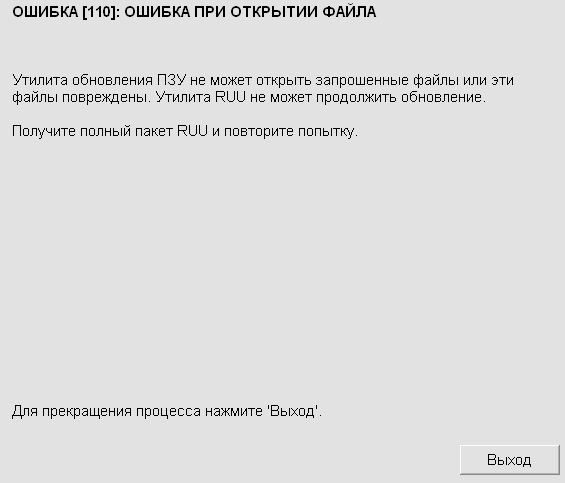 ОШИБКА [110]: ОШИБКА ПРИ ОТКРЫТИИ ФАЙЛА
Утилита обновления ПЗУ не может открыть запрошенные файлы или эти
файлы повреждены. Утилита RUU не может продолжить обновление.
Получите полный пакет RUU и повторите попытку.
Для прекращения процесса нажмите 'Выход'.
Выход